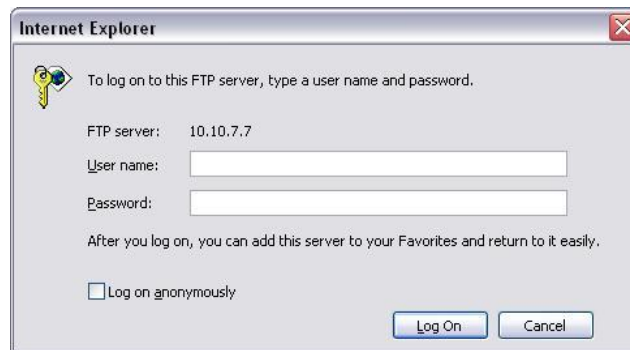 Internet Explorer
To log on to this FTP server, type a user name and password.
FTP server: 10.10.7.7
User name:
Password:
After you log on, you can add this server to your Favorites and return to it easily.
Log on anonymously
Log On Cancel